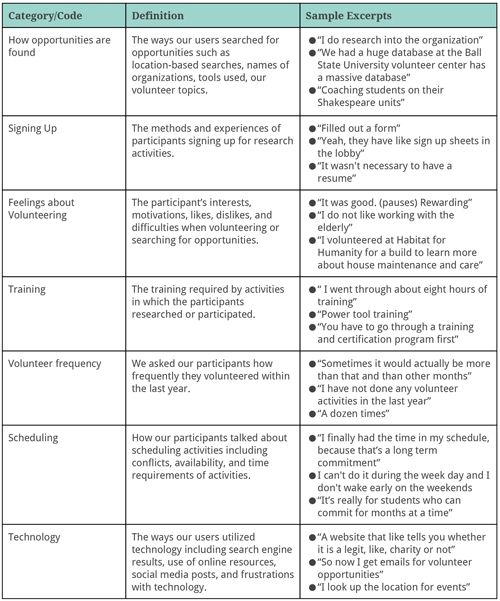 Category/Code
Definition
Sample Excerpts
How opportunities are
found
The ways our users searched for
opportunities such as
location-based searches, names of
organizations, tools used, our
volunteer topics.
●“I do research into the organization”
●“We had a huge database at the Ball
State University volunteer center has
a massive database”
●“Coaching students on their
Shakespeare units”
Signing Up
The methods and experiences of
participants signing up for research
activities.
●“Filled out a form”
●“Yeah, they have like sign up sheets in
the lobby”
●“It wasn't necessary to have a
resume”
Feelings about
Volunteering
The participant’s interests,
motivations, likes, dislikes, and
difficulties when volunteering or
searching for opportunities.
●“It was good. (pauses) Rewarding”
●“I do not like working with the
elderly”
●“I volunteered at Habitat for
Humanity for a build to learn more
about house maintenance and care”
Training
The training required by activities
in which the participants
researched or participated.
●“ I went through about eight hours of
training”
●“Power tool training”
●“You have to go through a training
and certification program first”
Volunteer frequency
We asked our participants how
frequently they volunteered within
the last year.
●“Sometimes it would actually be more
than that and than other months”
●“I have not done any volunteer
activities in the last year”
●“A dozen times”
Scheduling
How our participants talked about
scheduling activities including
conflicts, availability, and time
requirements of activities.
●“I finally had the time in my schedule,
because that’s a long term
commitment”
●I can't do it during the week day and I
don't wake early on the weekends
●“It’s really for students who can
commit for months at a time”
Technology
The ways our users utilized
technology including search engine
results, use of online resources,
social media posts, and frustrations
with technology.
●“A website that like tells you whether
it is a legit, like, charity or not”
●“So now I get emails for volunteer
opportunities”
●“I look up the location for events”